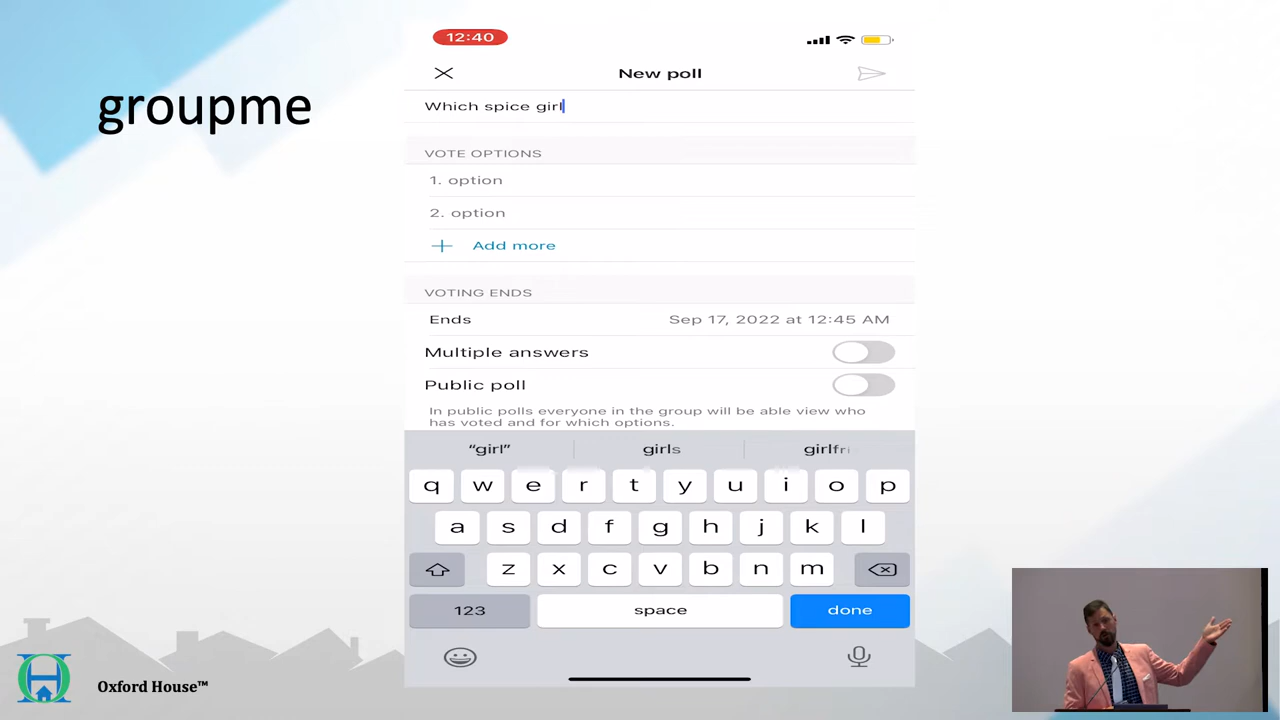 groupme
12:40
New poll
Which spice girl
VOTE OPTIONS
1. option
2. option
Add more
VOTING ENDS
Ends Sep 17, 2022 at 12:45 AM
Multiple answers
Public poll
In public polls everyone in the group will be able view who
has voted and for which options.
“girl” girls girlfri
q w e r t y u i o p
a s d f g h j k l
z x c v b n m
123 space done
Oxford House™